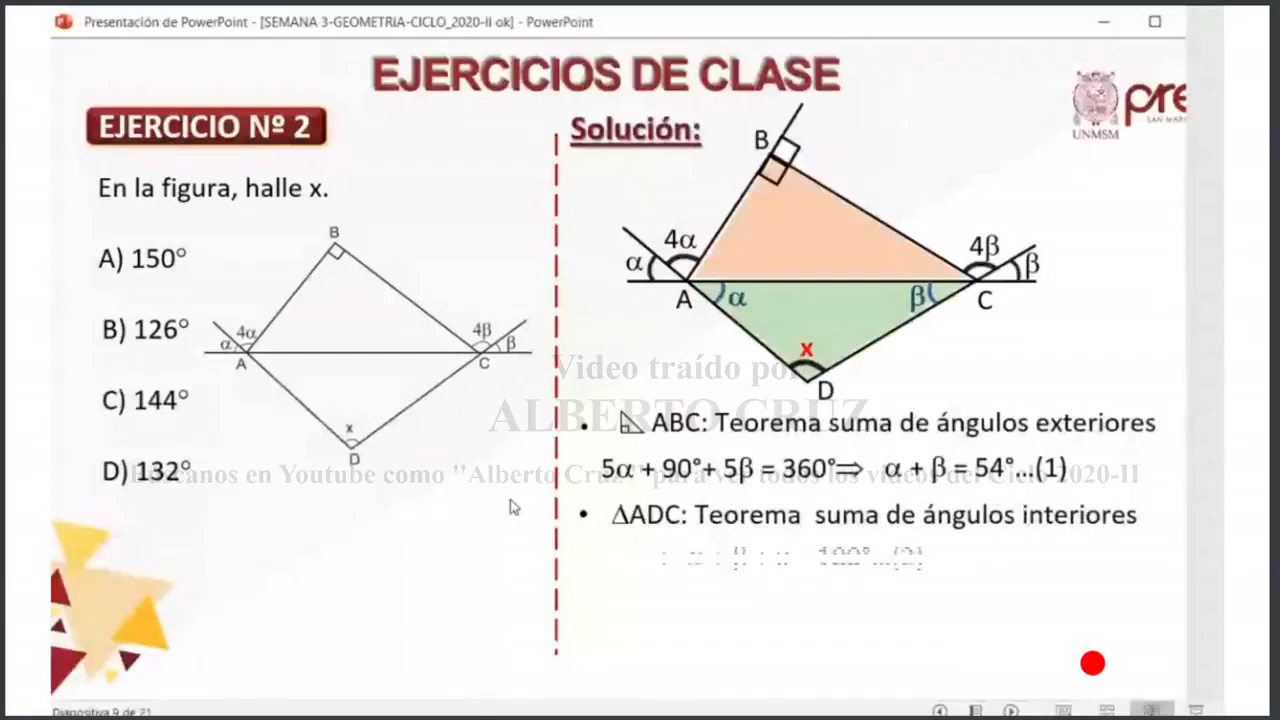 Presentación de PowerPoint - [SEMANA 3-GEOMETRIA-CICLO_2020-II ok] - PowerPoint
EJERCICIOS DE CLASE
EJERCICIO Nº 2
En la figura, halle x.
A) 150°
B) 126°
C) 144°
D) 132°
B
4α
α
A
4β
β
C
x
D
Solución:
UNMSM
pre
B
4α
α
4β
β
A
α
β
C
x
D
Video traído por
ALBERTO CRUZ
• ABC: Teorema suma de ángulos exteriores
5α + 90°+ 5β = 360°⇒ α + β = 54°...(1)
Buscanos en Youtube como "Alberto Cruz" para ver todos los videos del Ciclo 2020-II
• ΔADC: Teorema suma de ángulos interiores
Diapositiva 9 de 21